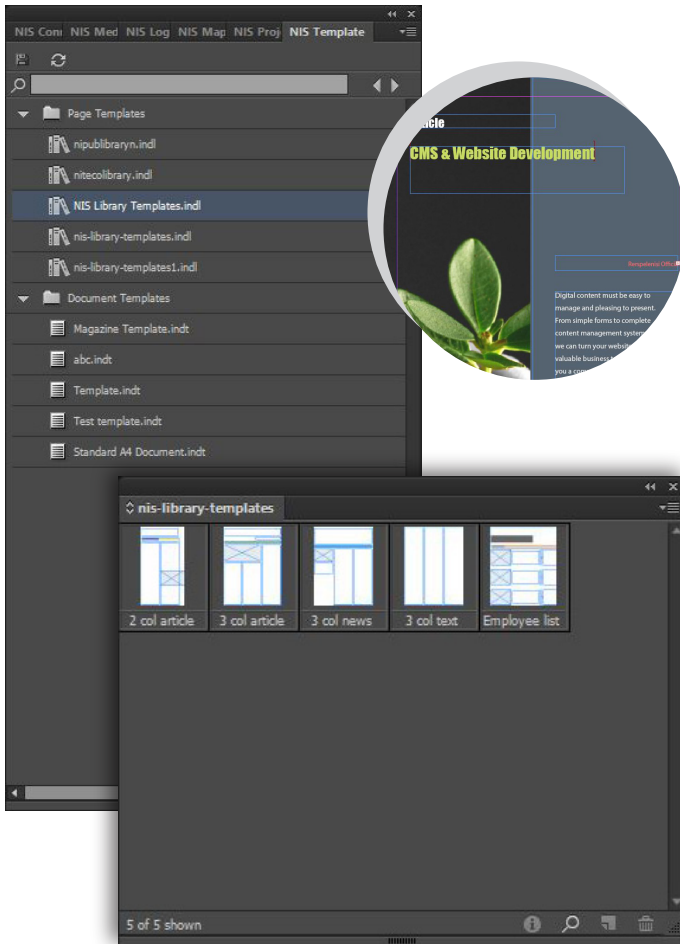 NIS Con NIS Med NIS Log NIS Map NIS Proj NIS Template
Page Templates
nipublibraryn.indl
nitecolibrary.indl
NIS Library Templates.indl
nis-library-templates.indl
nis-library-templates1.indl
Document Templates
Magazine Template.indt
abc.indt
Template.indt
Test template.indt
Standard A4 Document.indt
CMS & Website Development
Digital content must be easy to
manage and pleasing to present.
From simple forms to complete
content management system
we can turn your website
valuable business
you a
nis-library-templates
2 col article
3 col article
3 col news
3 col text
Employee list
5 of 5 shown